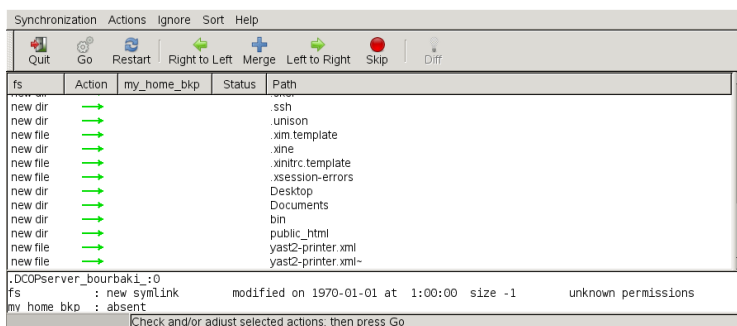 Synchronization Actions Ignore Sort Help
Quit Go Restart Right to Left Merge Left to Right Skip Diff
fs Action my_home_bkp Status Path
new dir .ssh
new dir .unison
new file .xim.template
new dir .xine
new file .xinitrc.template
new file .xsession-errors
new dir Desktop
new dir Documents
new dir bin
new dir public_html
new file yast2-printer.xml
new file yast2-printer.xml~
.DCOPserver_bourbaki_:0
fs : new symlink modified on 1970-01-01 at 1:00:00 size -1 unknown permissions
my_home_bkp : absent
Check and/or adjust selected actions; then press Go